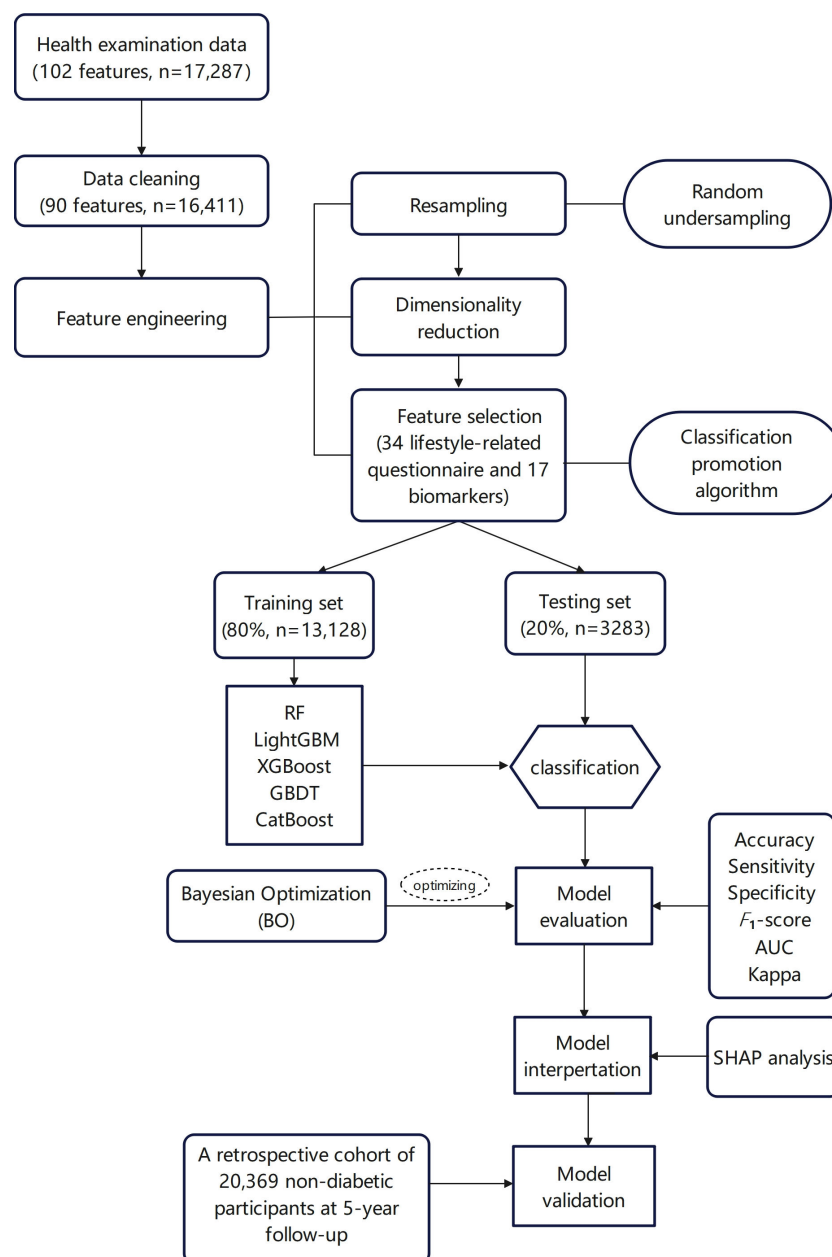 Health examination data
(102 features, n=17,287)
Data cleaning
(90 features, n=16,411)
Feature engineering
Resampling
Random
undersampling
Dimensionality
reduction
Feature selection
(34 lifestyle-related
questionnaire and 17
biomarkers)
Classification
promotion
algorithm
Training set
(80%, n=13,128)
Testing set
(20%, n=3283)
RF
LightGBM
XGBoost
GBDT
CatBoost
classification
Bayesian Optimization
(BO)
optimizing
Model
evaluation
Accuracy
Sensitivity
Specificity
F₁-score
AUC
Kappa
Model
interpertation
SHAP analysis
A retrospective cohort of
20,369 non-diabetic
participants at 5-year
follow-up
Model
validation